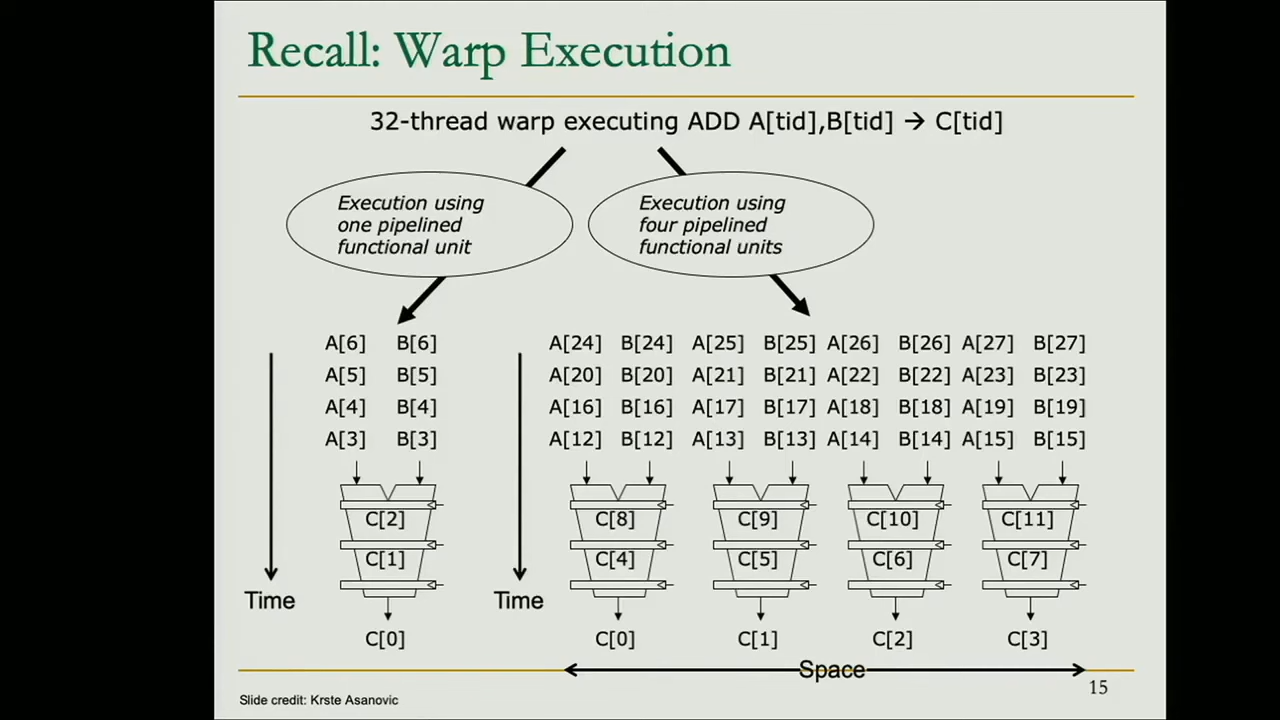 Recall: Warp Execution
32-thread warp executing ADD A[tid],B[tid] → C[tid]
Execution using
one pipelined
functional unit
Execution using
four pipelined
functional units
A[6] B[6]
A[5] B[5]
A[4] B[4]
A[3] B[3]
C[2]
C[1]
Time
C[0]
A[24] B[24] A[25] B[25] A[26] B[26] A[27] B[27]
A[20] B[20] A[21] B[21] A[22] B[22] A[23] B[23]
A[16] B[16] A[17] B[17] A[18] B[18] A[19] B[19]
A[12] B[12] A[13] B[13] A[14] B[14] A[15] B[15]
C[8] C[9] C[10] C[11]
C[4] C[5] C[6] C[7]
Time
C[0] C[1] C[2] C[3]
Space
Slide credit: Krste Asanovic
15